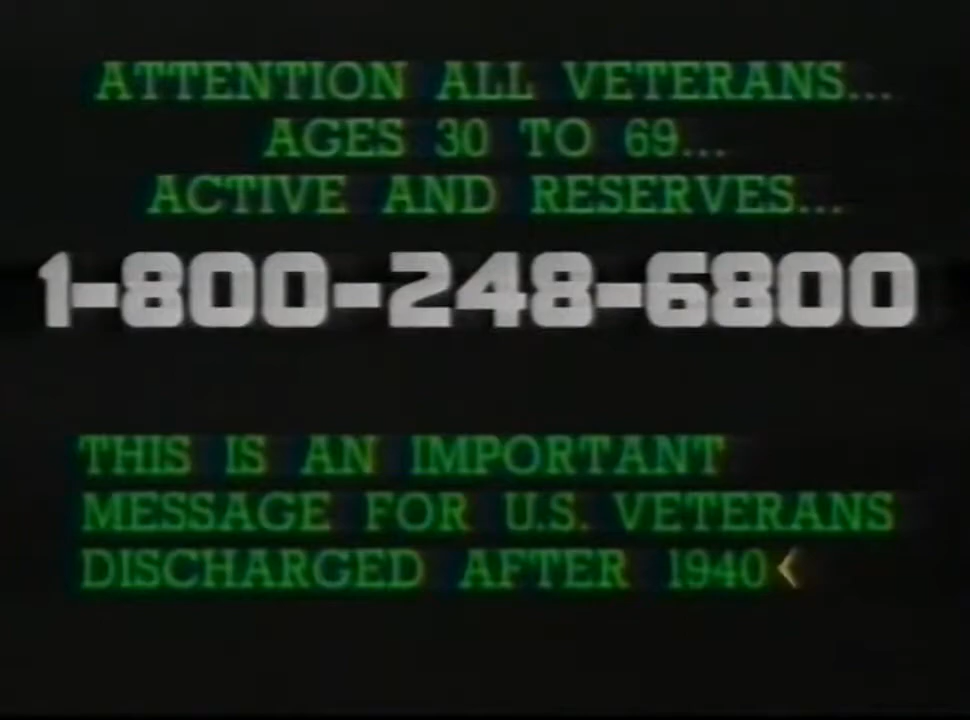 ATTENTION ALL VETERANS...
AGES 30 TO 69...
ACTIVE AND RESERVES...
1-800-248-6800
THIS IS AN IMPORTANT
MESSAGE FOR U.S. VETERANS
DISCHARGED AFTER 1940